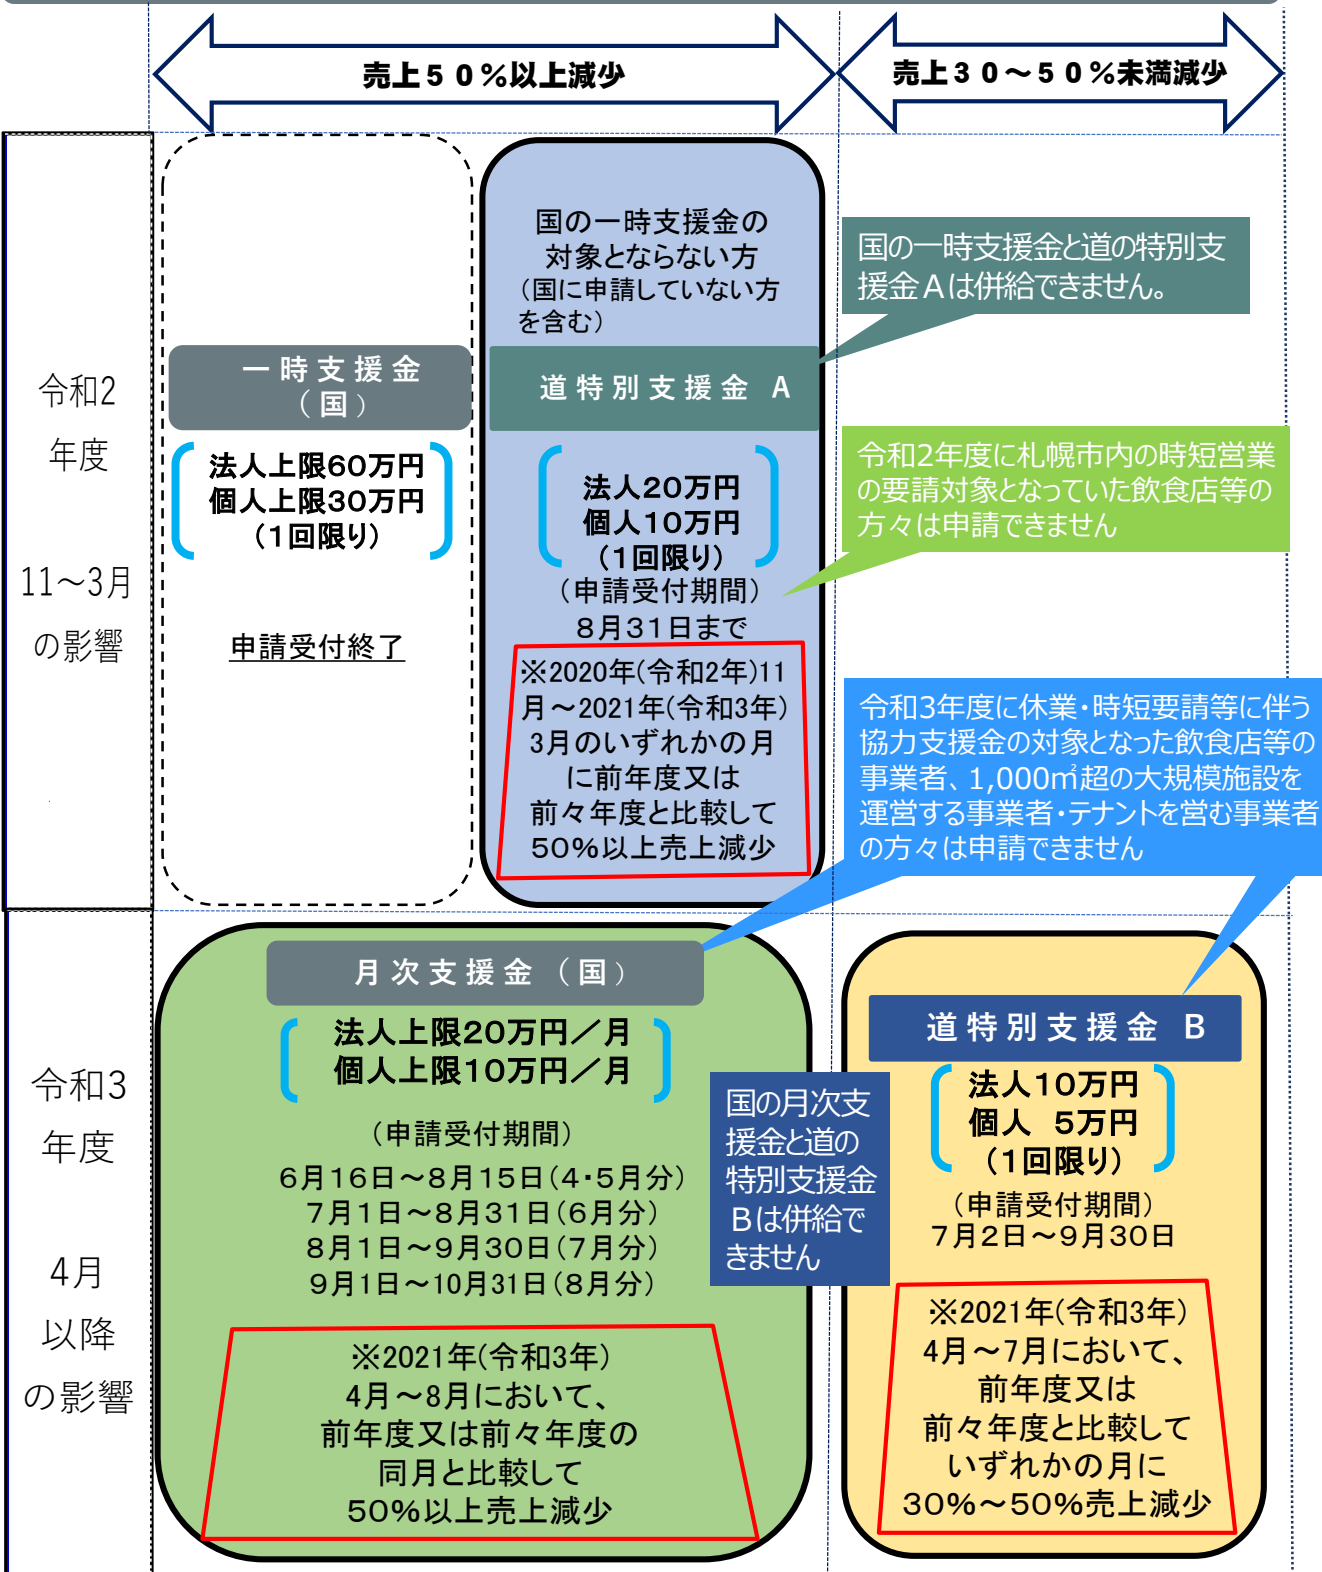 売上５０％以上減少
売上３０～５０％未満減少
令和2
年度
11～3月
の影響
一時支援金
（国）
法人上限60万円
個人上限30万円
(1回限り)
申請受付終了
国の一時支援金の
対象とならない方
（国に申請していない方
を含む）
道特別支援金 A
法人20万円
個人10万円
(1回限り)
（申請受付期間）
8月31日まで
※2020年(令和2年)11
月～2021年(令和3年)
3月のいずれかの月
に前年度又は
前々年度と比較して
50%以上売上減少
国の一時支援金と道の特別支
援金Ａは併給できません。
令和2年度に札幌市内の時短営業
の要請対象となっていた飲食店等の
方々は申請できません
令和3年度に休業・時短要請等に伴う
協力支援金の対象となった飲食店等の
事業者、1,000㎡超の大規模施設を
運営する事業者・テナントを営む事業者
の方々は申請できません
令和3
年度
4月
以降
の影響
月次支援金（国）
法人上限20万円／月
個人上限10万円／月
（申請受付期間）
6月16日～8月15日(4・5月分)
7月1日～8月31日(6月分)
8月1日～9月30日(7月分)
9月1日～10月31日(8月分)
※2021年(令和3年)
4月～8月において、
前年度又は前々年度の
同月と比較して
50%以上売上減少
国の月次支
援金と道の
特別支援金
Ｂは併給で
きません
道特別支援金 B
法人10万円
個人 5万円
(1回限り)
（申請受付期間）
7月2日～9月30日
※2021年(令和3年)
4月～7月において、
前年度又は
前々年度と比較して
いずれかの月に
30%～50%売上減少